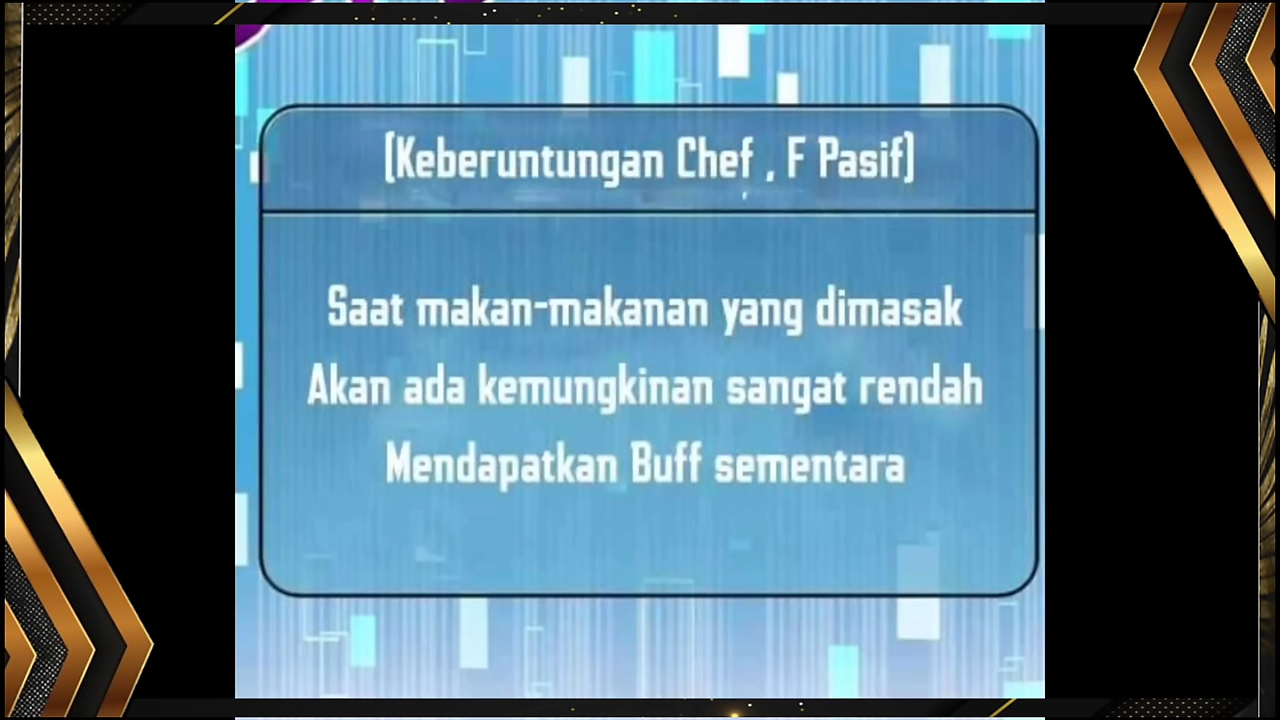 [Keberuntungan Chef , F Pasif]
Saat makan-makanan yang dimasak
Akan ada kemungkinan sangat rendah
Mendapatkan Buff sementara